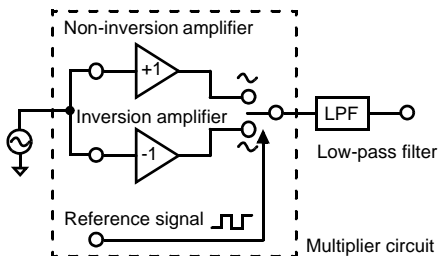 Non-inversion amplifier
+1
Inversion amplifier
-1
LPF
Low-pass filter
Reference signal
Multiplier circuit